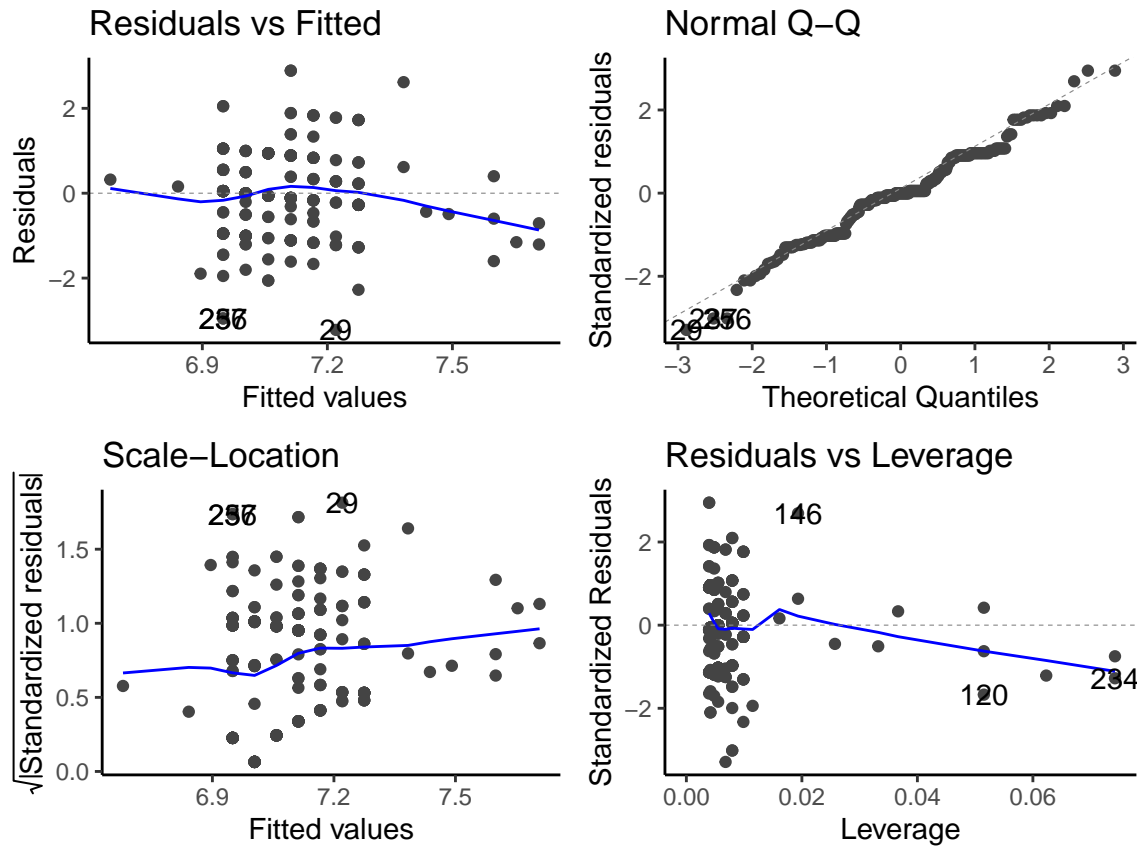 Residuals vs Fitted
Residuals
2
0
−2
29
6.9 7.2 7.5
Fitted values
Normal Q−Q
Standardized residuals
2
0
−2
29
−3 −2 −1 0 1 2 3
Theoretical Quantiles
Scale−Location
√|Standardized residuals|
1.5
1.0
0.5
0.0
29
6.9 7.2 7.5
Fitted values
Residuals vs Leverage
Standardized Residuals
2
0
−2
146
120
234
0.00 0.02 0.04 0.06
Leverage